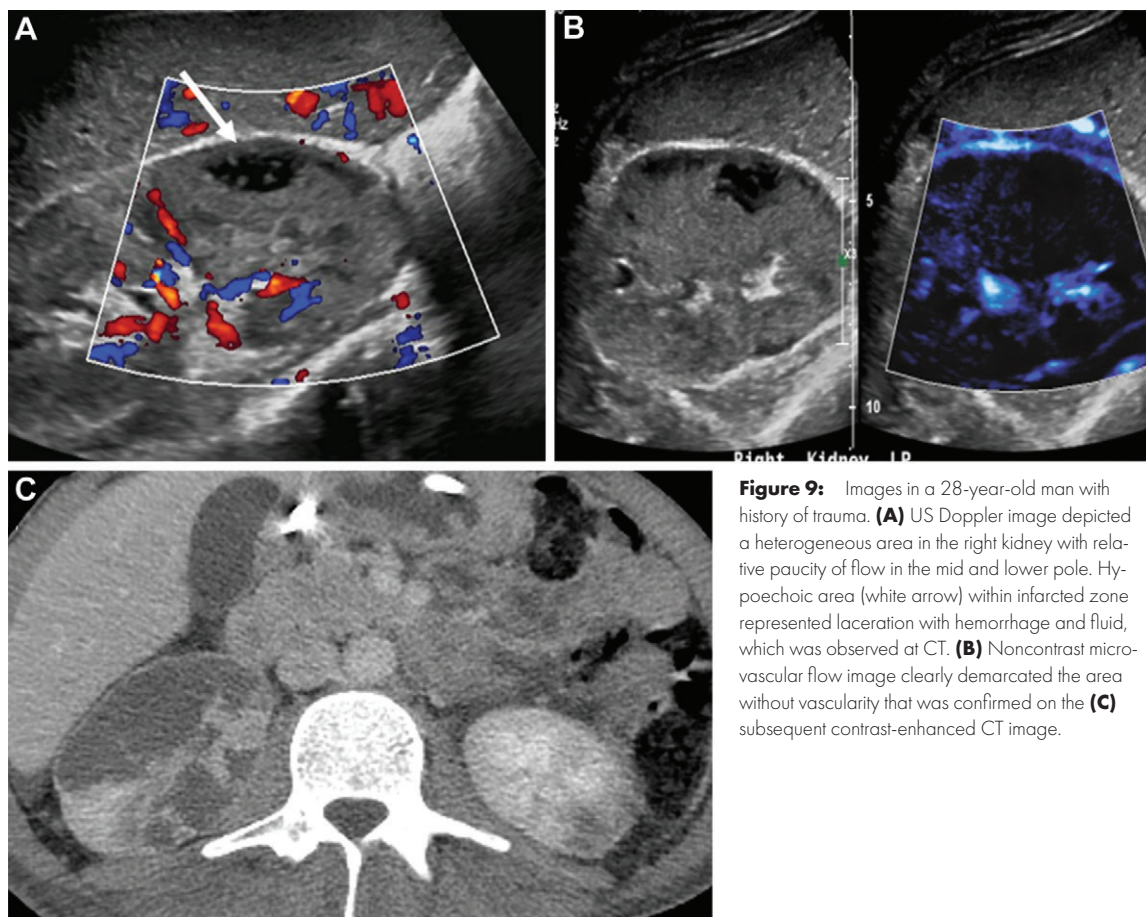 A
B
Hz
5
X3
10
Right Kidney LP
C
Figure 9: Images in a 28-year-old man with
history of trauma. (A) US Doppler image depicted
a heterogeneous area in the right kidney with rela-
tive paucity of flow in the mid and lower pole. Hy-
poechoic area (white arrow) within infarcted zone
represented laceration with hemorrhage and fluid,
which was observed at CT. (B) Noncontrast micro-
vascular flow image clearly demarcated the area
without vascularity that was confirmed on the (C)
subsequent contrast-enhanced CT image.